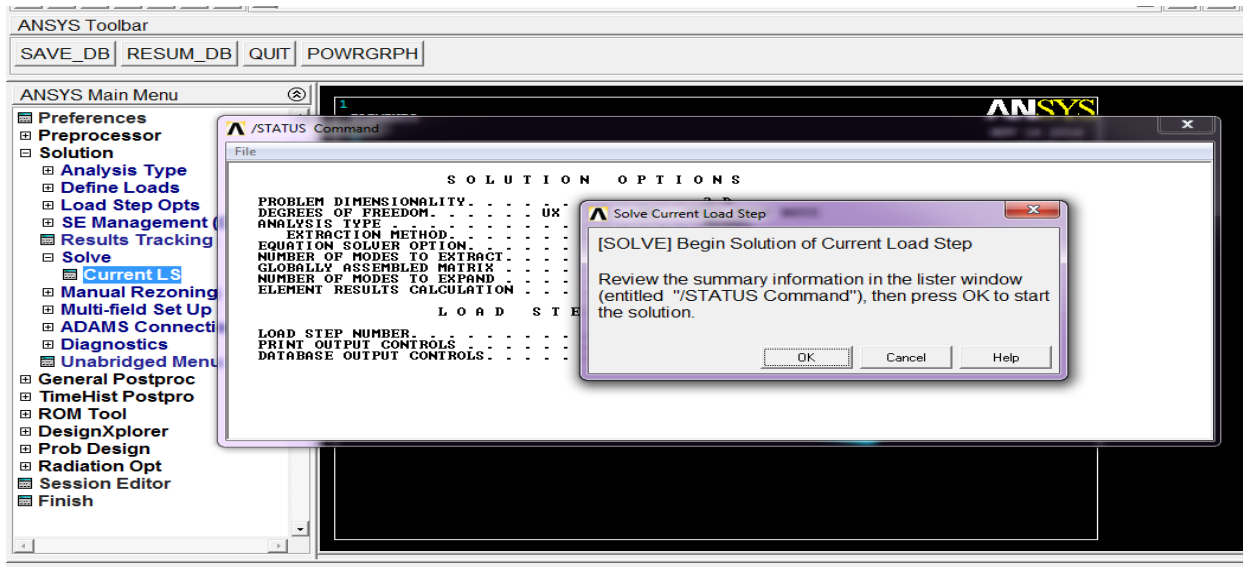 ANSYS Toolbar
SAVE_DB RESUM_DB QUIT POWRGRPH
ANSYS Main Menu
Preferences
Preprocessor
Solution
Analysis Type
Define Loads
Load Step Opts
SE Management (
Results Tracking
Solve
Current LS
Manual Rezoning
Multi-field Set Up
ADAMS Connecti
Diagnostics
Unabridged Menu
General Postproc
TimeHist Postpro
ROM Tool
DesignXplorer
Prob Design
Radiation Opt
Session Editor
Finish
1
ANSYS
/STATUS Command
File
S O L U T I O N   O P T I O N S
PROBLEM DIMENSIONALITY. . . . . . . . . . . . .
DEGREES OF FREEDOM. . . . . . UX
ANALYSIS TYPE . . . . . . . . .
EXTRACTION METHOD. . . . . . .
EQUATION SOLVER OPTION. . . . . .
NUMBER OF MODES TO EXTRACT. . . .
GLOBALLY ASSEMBLED MATRIX . . . .
NUMBER OF MODES TO EXPAND . . . .
ELEMENT RESULTS CALCULATION . . .
L O A D   S T E
LOAD STEP NUMBER. . . . . . . . .
PRINT OUTPUT CONTROLS . . . . . .
DATABASE OUTPUT CONTROLS. . . . .
Solve Current Load Step
[SOLVE] Begin Solution of Current Load Step
Review the summary information in the lister window
(entitled "/STATUS Command"), then press OK to start
the solution.
OK Cancel Help